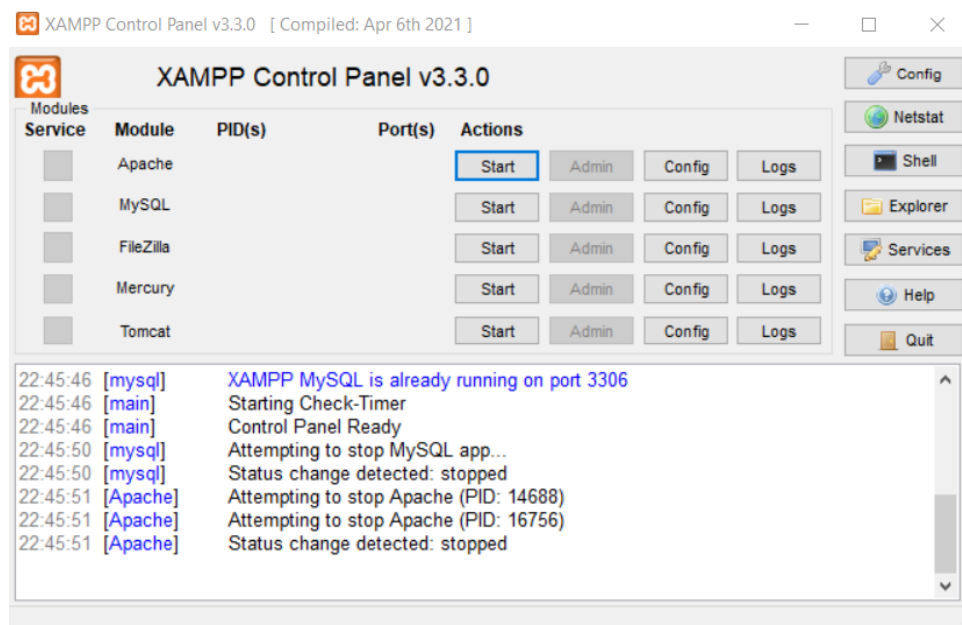 XAMPP Control Panel v3.3.0 [ Compiled: Apr 6th 2021 ]
XAMPP Control Panel v3.3.0
Config
Modules
Service Module PID(s) Port(s) Actions
Netstat
Apache Start Admin Config Logs
Shell
MySQL Start Admin Config Logs
Explorer
FileZilla Start Admin Config Logs
Services
Mercury Start Admin Config Logs
Help
Tomcat Start Admin Config Logs
Quit
22:45:46 [mysql] XAMPP MySQL is already running on port 3306
22:45:46 [main] Starting Check-Timer
22:45:46 [main] Control Panel Ready
22:45:50 [mysql] Attempting to stop MySQL app...
22:45:50 [mysql] Status change detected: stopped
22:45:51 [Apache] Attempting to stop Apache (PID: 14688)
22:45:51 [Apache] Attempting to stop Apache (PID: 16756)
22:45:51 [Apache] Status change detected: stopped